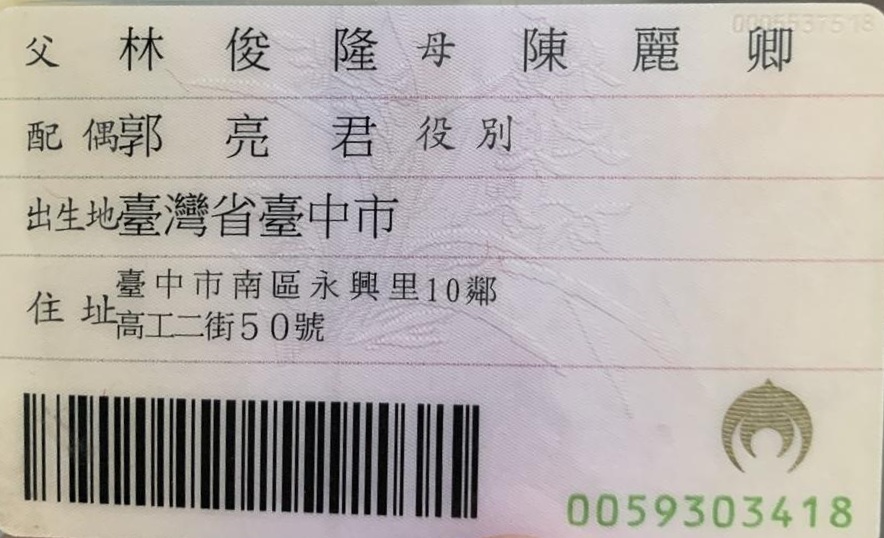 父 林俊隆 母 陳麗卿
配偶 郭亮君 役別
出生地 臺灣省臺中市
住址 臺中市南區永興里10鄰
高工二街50號
0059303418